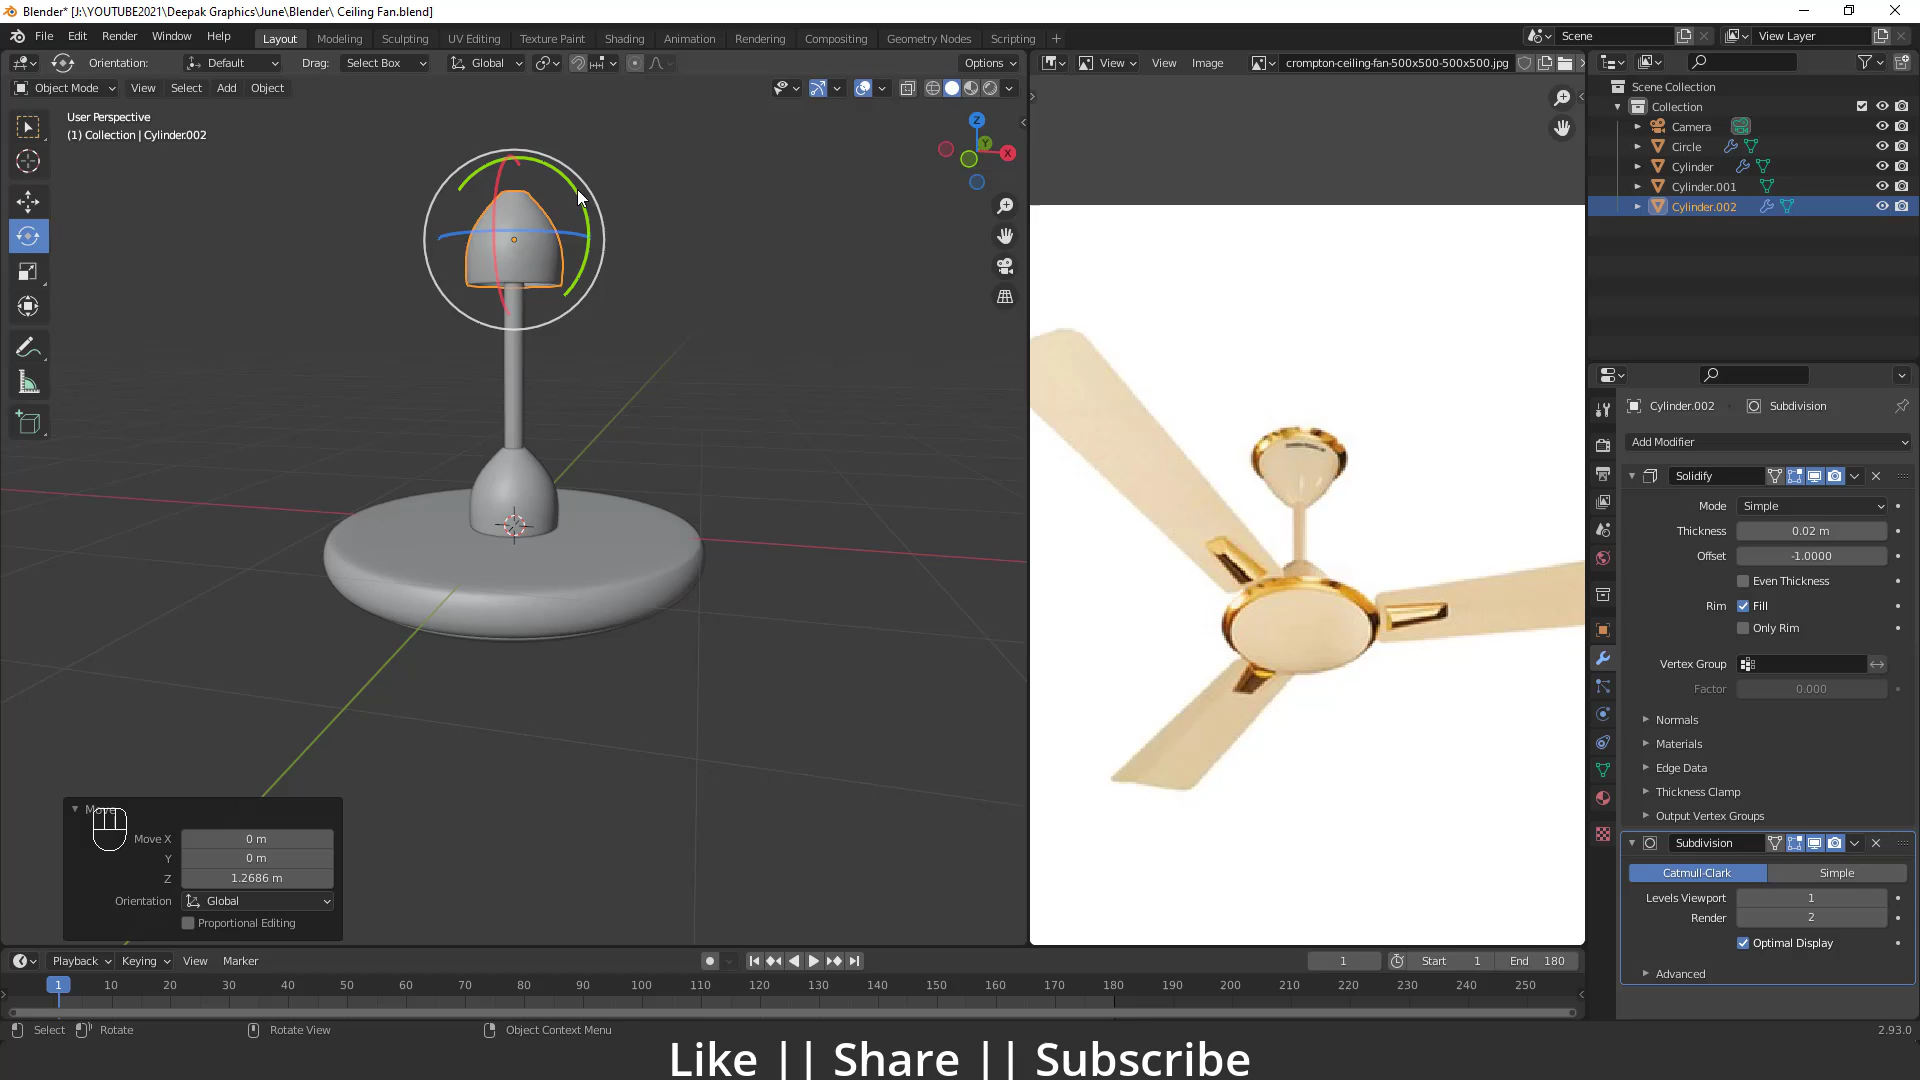 Blender* [J:\YOUTUBE2021\Deepak Graphics\June\Blender\ Ceiling Fan.blend]
File Edit Render Window Help Layout Modeling Sculpting UV Editing Texture Paint Shading Animation Rendering Compositing Geometry Nodes Scripting + Scene View Layer
Orientation: Default Drag: Select Box Global Options View View Image crompton-ceiling-fan-500x500-500x500.jpg
Object Mode View Select Add Object
User Perspective
(1) Collection | Cylinder.002
Z
Y
X
Scene Collection
Collection
Camera
Circle
Cylinder
Cylinder.001
Cylinder.002
Cylinder.002 Subdivision
Add Modifier
Solidify
Mode Simple
Thickness 0.02 m
Offset -1.0000
Even Thickness
Rim Fill
Only Rim
Vertex Group
Factor 0.000
Normals
Materials
Edge Data
Thickness Clamp
Output Vertex Groups
Subdivision
Catmull-Clark Simple
Levels Viewport 1
Render 2
Optimal Display
Advanced
Move X 0 m
Y 0 m
Z 1.2686 m
Orientation Global
Proportional Editing
Playback Keying View Marker 1 Start 1 End 180
1 10 20 30 40 50 60 70 80 90 100 110 120 130 140 150 160 170 180 190 200 210 220 230 240 250
Select Rotate Rotate View Object Context Menu 2.93.0
Like || Share || Subscribe